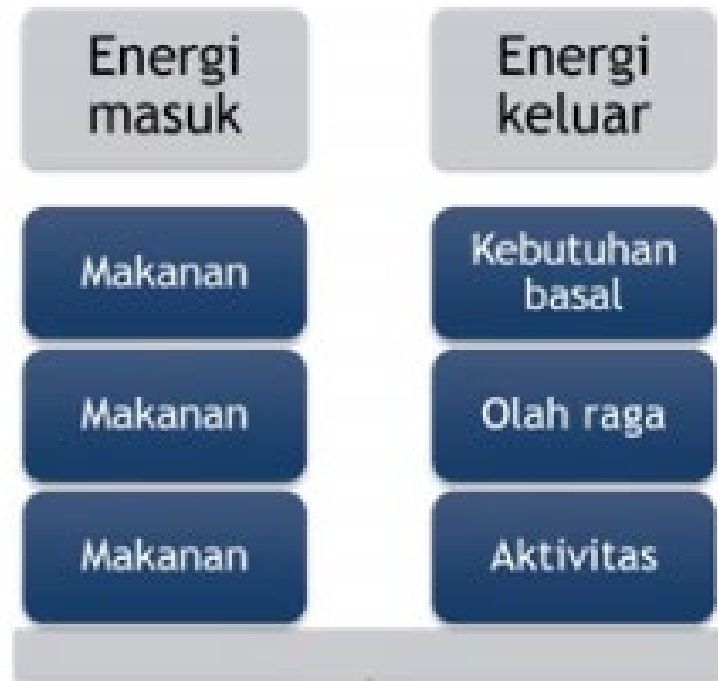 Energi
masuk
Energi
keluar
Makanan
Kebutuhan
basal
Makanan
Olah raga
Makanan
Aktivitas